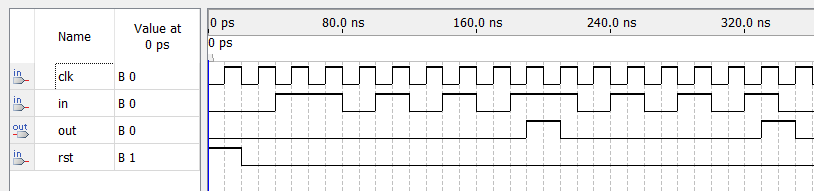 Name
Value at
0 ps
0 ps 80.0 ns 160.0 ns 240.0 ns 320.0 ns
0 ps
in clk B 0
in in B 0
out out B 0
in rst B 1